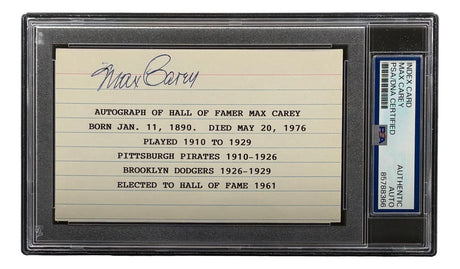 Max Carey
AUTOGRAPH OF HALL OF FAMER MAX CAREY
BORN JAN. 11, 1890. DIED MAY 20, 1976
PLAYED 1910 TO 1929
PITTSBURGH PIRATES 1910-1926
BROOKLYN DODGERS 1926-1929
ELECTED TO HALL OF FAME 1961
INDEX CARD
MAX CAREY
PSA/DNA CERTIFIED
PSA
AUTHENTIC
AUTO
85788366